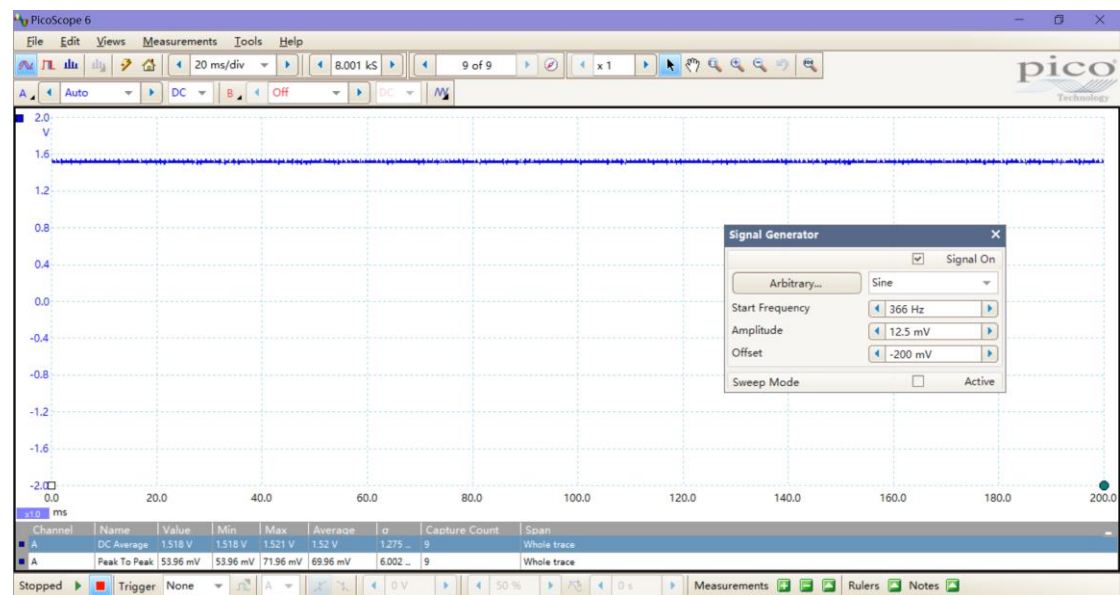 PicoScope 6
File Edit Views Measurements Tools Help
20 ms/div 8.001 kS 9 of 9 x 1
pico
Technology
A Auto DC B Off DC
2.0
V
1.6
1.2
0.8
Signal Generator
Signal On
0.4
Arbitrary... Sine
0.0
Start Frequency 366 Hz
Amplitude 12.5 mV
-0.4
Offset -200 mV
-0.8
Sweep Mode Active
-1.2
-1.6
-2.0
0.0 20.0 40.0 60.0 80.0 100.0 120.0 140.0 160.0 180.0 200.0
x1.0 ms
Channel Name Value Min Max Average σ Capture Count Span
A DC Average 1.518 V 1.518 V 1.521 V 1.52 V 1.275 ... 9 Whole trace
A Peak To Peak 53.96 mV 53.96 mV 71.96 mV 69.96 mV 6.002 ... 9 Whole trace
Stopped Trigger None A 0 V 50 % 0 s Measurements Rulers Notes